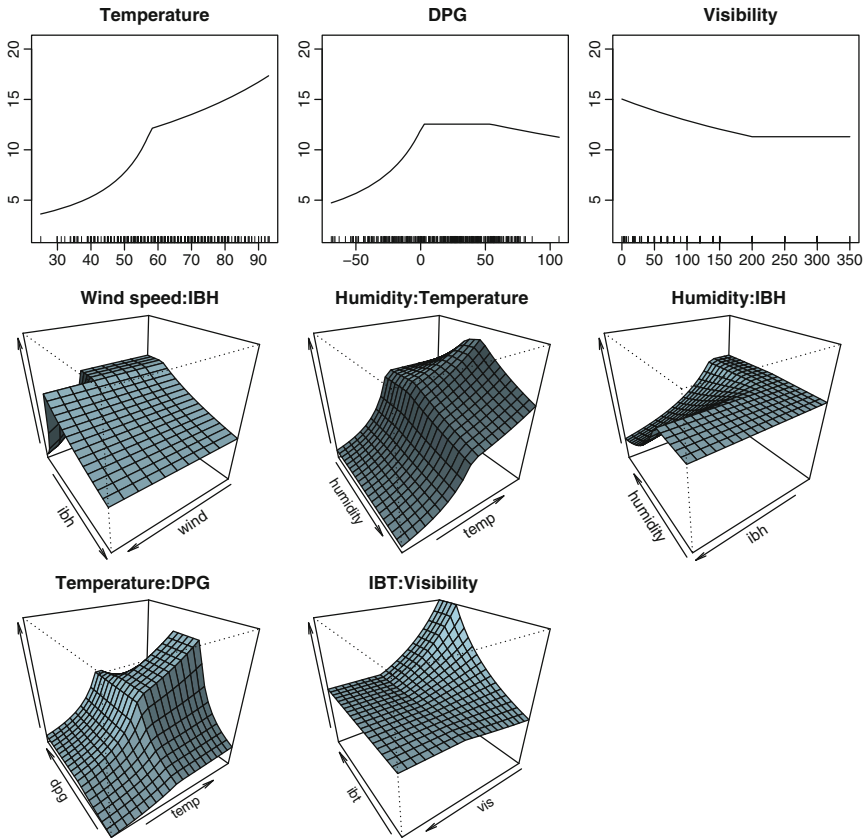 Temperature
DPG
Visibility
20
15
10
5
30 40 50 60 70 80 90
20
15
10
5
−50 0 50 100
20
15
10
5
0 50 100 150 200 250 300 350
Wind speed:IBH
Humidity:Temperature
Humidity:IBH
ibh
wind
humidity
temp
humidity
ibh
Temperature:DPG
IBT:Visibility
dpg
temp
ibt
vis